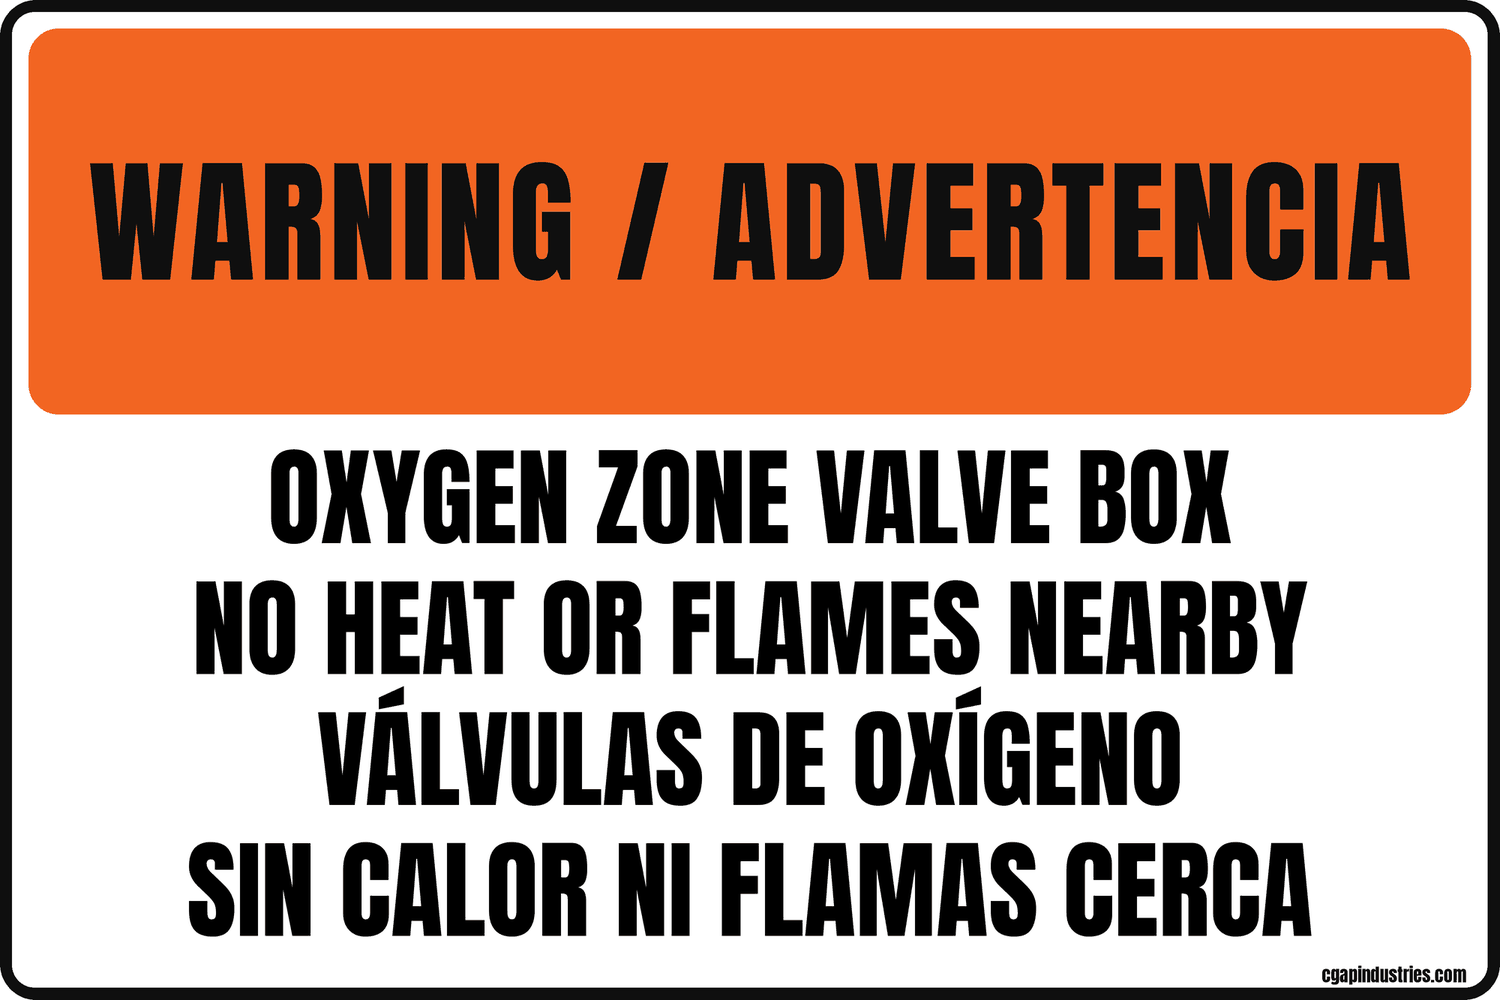 WARNING / ADVERTENCIA
OXYGEN ZONE VALVE BOX
NO HEAT OR FLAMES NEARBY
VÁLVULAS DE OXÍGENO
SIN CALOR NI FLAMAS CERCA
cgapindustries.com